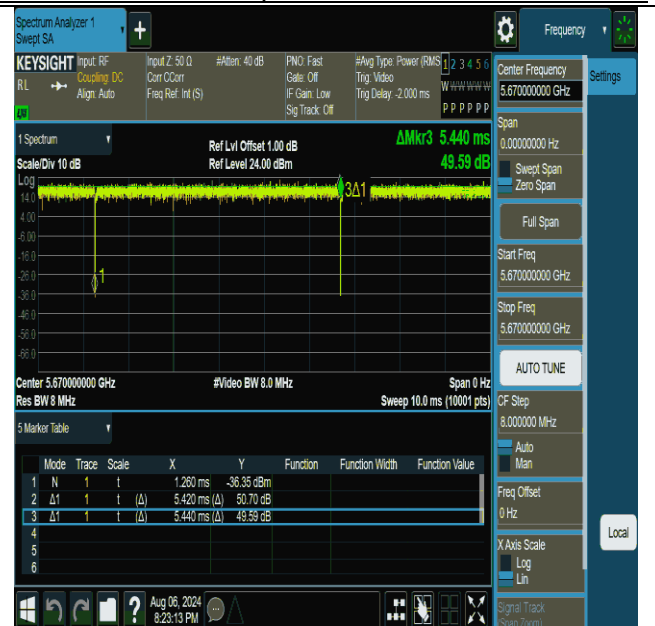 Spectrum Analyzer 1
Swept SA
+
Frequency
KEYSIGHT
RL
LXI
Input: RF
Coupling: DC
Align: Auto
Input Z: 50 Ω
Corr CCorr
Freq Ref: Int (S)
#Atten: 40 dB
PNO: Fast
Gate: Off
IF Gain: Low
Sig Track: Off
#Avg Type: Power (RMS
Trig: Video
Trig Delay: -2.000 ms
1 2 3 4 5 6
W W W W W W
P P P P P P
1 Spectrum
Scale/Div 10 dB
Ref Lvl Offset 1.00 dB
Ref Level 24.00 dBm
ΔMkr3 5.440 ms
49.59 dB
Log
14.0
4.00
-6.00
-16.0
-26.0
-36.0
-46.0
-56.0
-66.0
1
3Δ1
Center 5.670000000 GHz
Res BW 8 MHz
#Video BW 8.0 MHz
Span 0 Hz
Sweep 10.0 ms (10001 pts)
5 Marker Table
Mode Trace Scale X Y Function Function Width Function Value
1 N 1 t 1.260 ms -36.35 dBm
2 Δ1 1 t (Δ) 5.420 ms (Δ) 50.70 dB
3 Δ1 1 t (Δ) 5.440 ms (Δ) 49.59 dB
4
5
6
?
Aug 06, 2024
8:23:13 PM
Center Frequency
5.670000000 GHz
Settings
Span
0.00000000 Hz
Swept Span
Zero Span
Full Span
Start Freq
5.670000000 GHz
Stop Freq
5.670000000 GHz
AUTO TUNE
CF Step
8.000000 MHz
Auto
Man
Freq Offset
0 Hz
Local
X Axis Scale
Log
Lin
Signal Track
(Span Zoom)